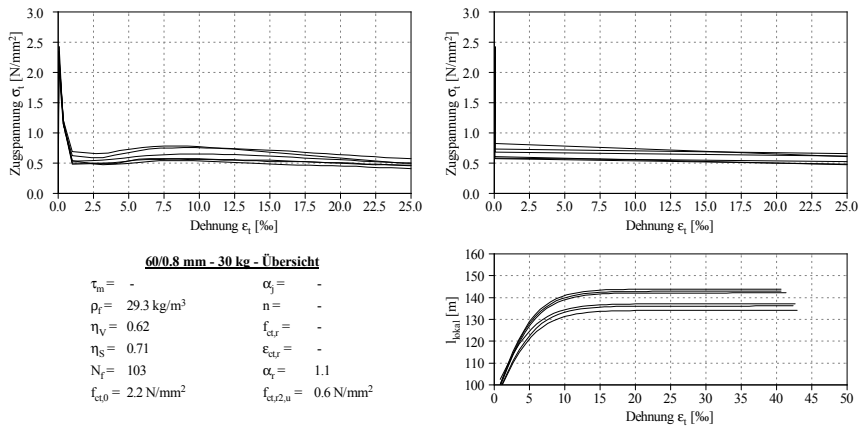 3.0
2.5
2.0
1.5
1.0
0.5
0.0
Zugspannung σt [N/mm²]
0.0 2.5 5.0 7.5 10.0 12.5 15.0 17.5 20.0 22.5 25.0
Dehnung εt [‰]
3.0
2.5
2.0
1.5
1.0
0.5
0.0
Zugspannung σt [N/mm²]
0.0 2.5 5.0 7.5 10.0 12.5 15.0 17.5 20.0 22.5 25.0
Dehnung εt [‰]
60/0.8 mm - 30 kg - Übersicht
τm = - αj = -
ρf = 29.3 kg/m³ n = -
ηV = 0.62 fct,r = -
ηS = 0.71 εct,r = -
Nf = 103 αr = 1.1
fct,0 = 2.2 N/mm² fct,r2,u = 0.6 N/mm²
160
150
140
130
120
110
100
llokal [m]
0 5 10 15 20 25 30 35 40 45 50
Dehnung εt [‰]